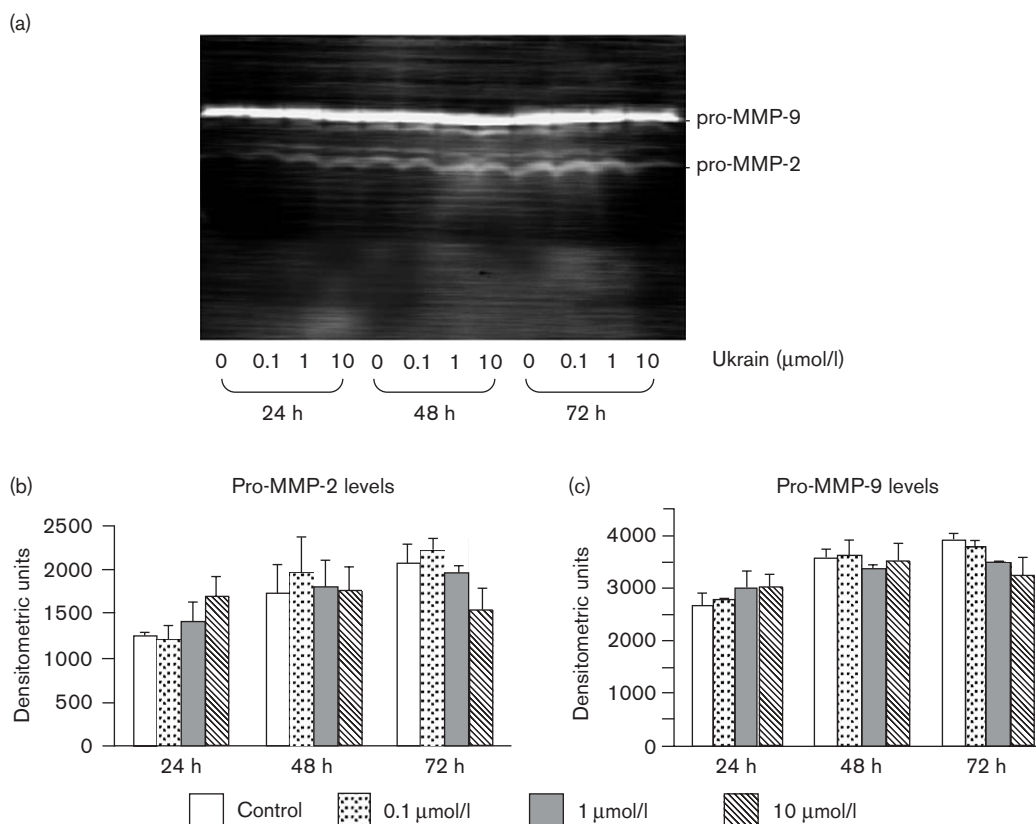 (a)
pro-MMP-9
pro-MMP-2
0 0.1 1 10 0 0.1 1 10 0 0.1 1 10 Ukrain (μmol/l)
24 h 48 h 72 h
(b) Pro-MMP-2 levels
Densitometric units
2500
2000
1500
1000
500
0
24 h 48 h 72 h
(c) Pro-MMP-9 levels
Densitometric units
4000
3000
2000
1000
0
24 h 48 h 72 h
Control 0.1 μmol/l 1 μmol/l 10 μmol/l